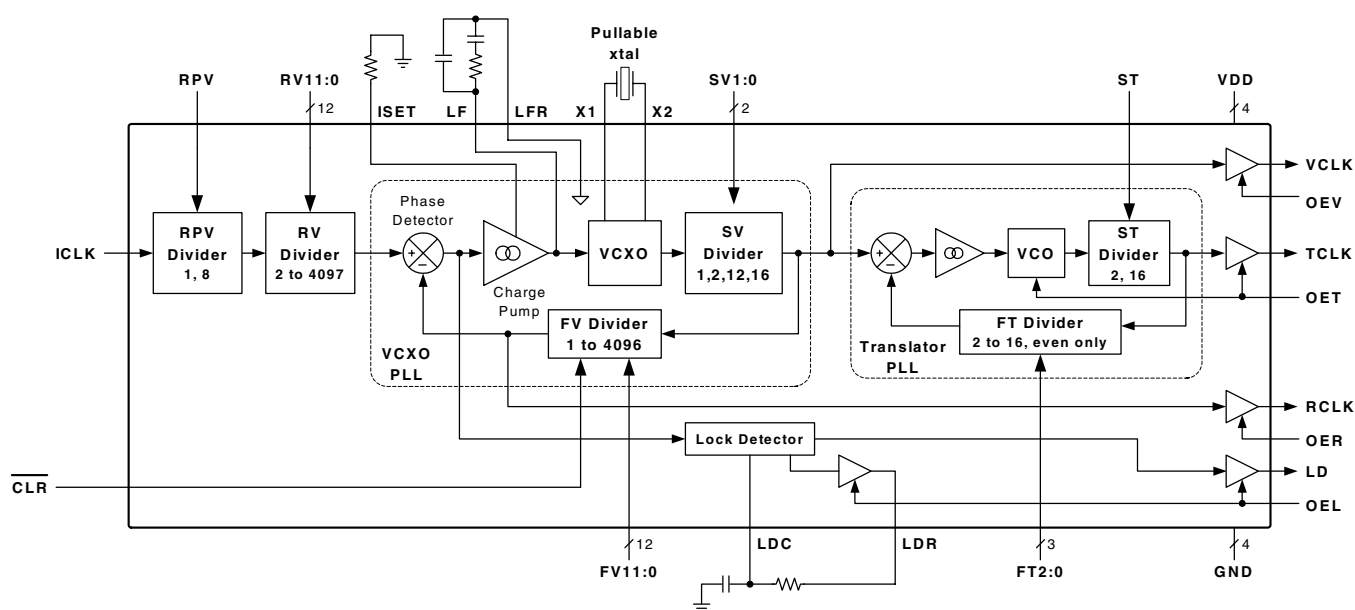 Pullable
xtal
RPV
RV11:0
12
ISET
LF
LFR
X1
X2
SV1:0
2
ST
VDD
4
ICLK
RPV
Divider
1, 8
RV
Divider
2 to 4097
Phase
Detector
+
−
Charge
Pump
VCXO
SV
Divider
1,2,12,16
FV Divider
1 to 4096
VCXO
PLL
+
−
VCO
ST
Divider
2, 16
FT Divider
2 to 16, even only
Translator
PLL
VCLK
OEV
TCLK
OET
RCLK
OER
LD
OEL
Lock Detector
CLR
12
FV11:0
LDC
LDR
3
FT2:0
4
GND